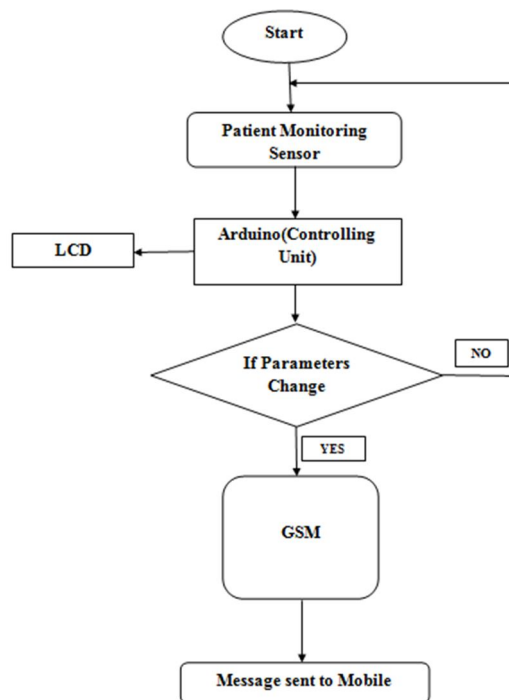 Start
Patient Monitoring
Sensor
Arduino(Controlling
Unit)
LCD
If Parameters
Change
NO
YES
GSM
Message sent to Mobile